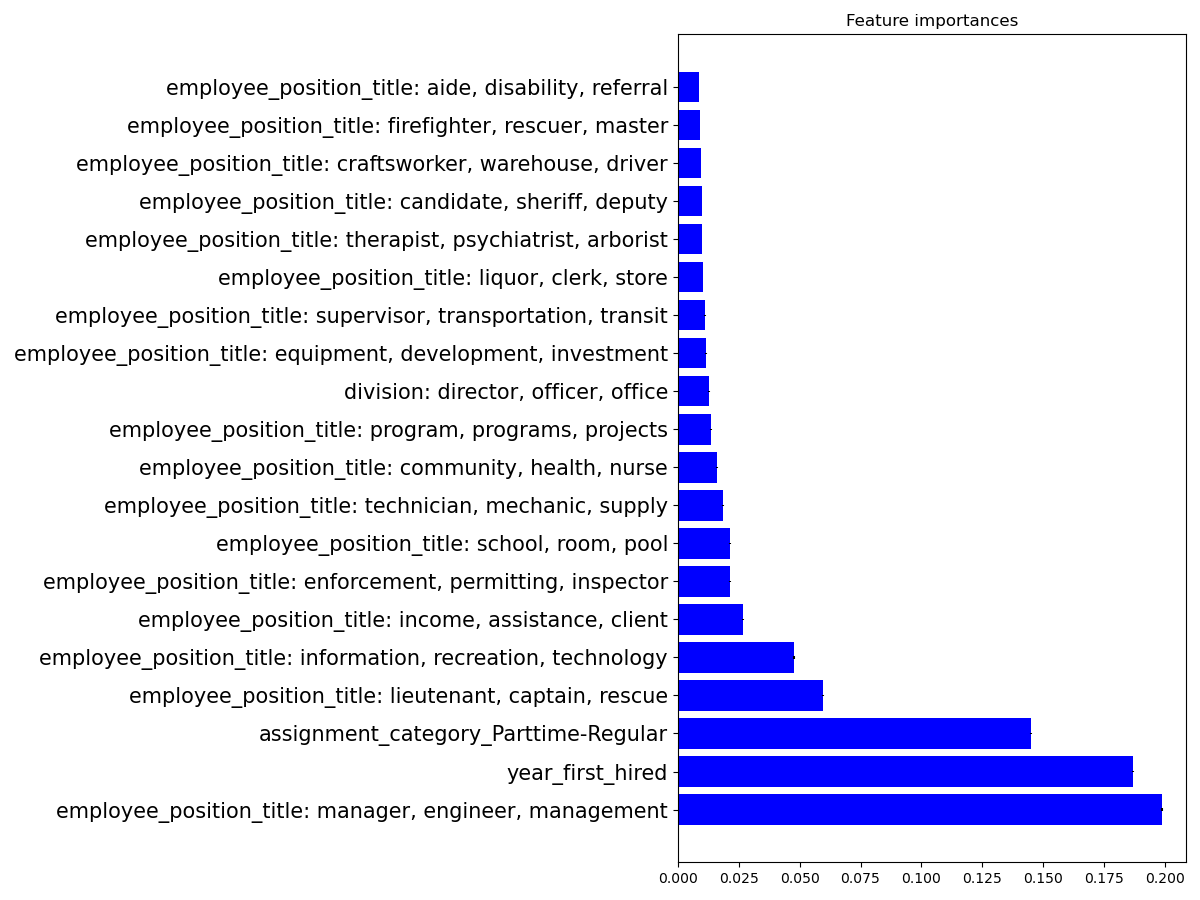 Feature importances
employee_position_title: aide, disability, referral
employee_position_title: firefighter, rescuer, master
employee_position_title: craftsworker, warehouse, driver
employee_position_title: candidate, sheriff, deputy
employee_position_title: therapist, psychiatrist, arborist
employee_position_title: liquor, clerk, store
employee_position_title: supervisor, transportation, transit
employee_position_title: equipment, development, investment
division: director, officer, office
employee_position_title: program, programs, projects
employee_position_title: community, health, nurse
employee_position_title: technician, mechanic, supply
employee_position_title: school, room, pool
employee_position_title: enforcement, permitting, inspector
employee_position_title: income, assistance, client
employee_position_title: information, recreation, technology
employee_position_title: lieutenant, captain, rescue
assignment_category_Parttime-Regular
year_first_hired
employee_position_title: manager, engineer, management
0.000 0.025 0.050 0.075 0.100 0.125 0.150 0.175 0.200